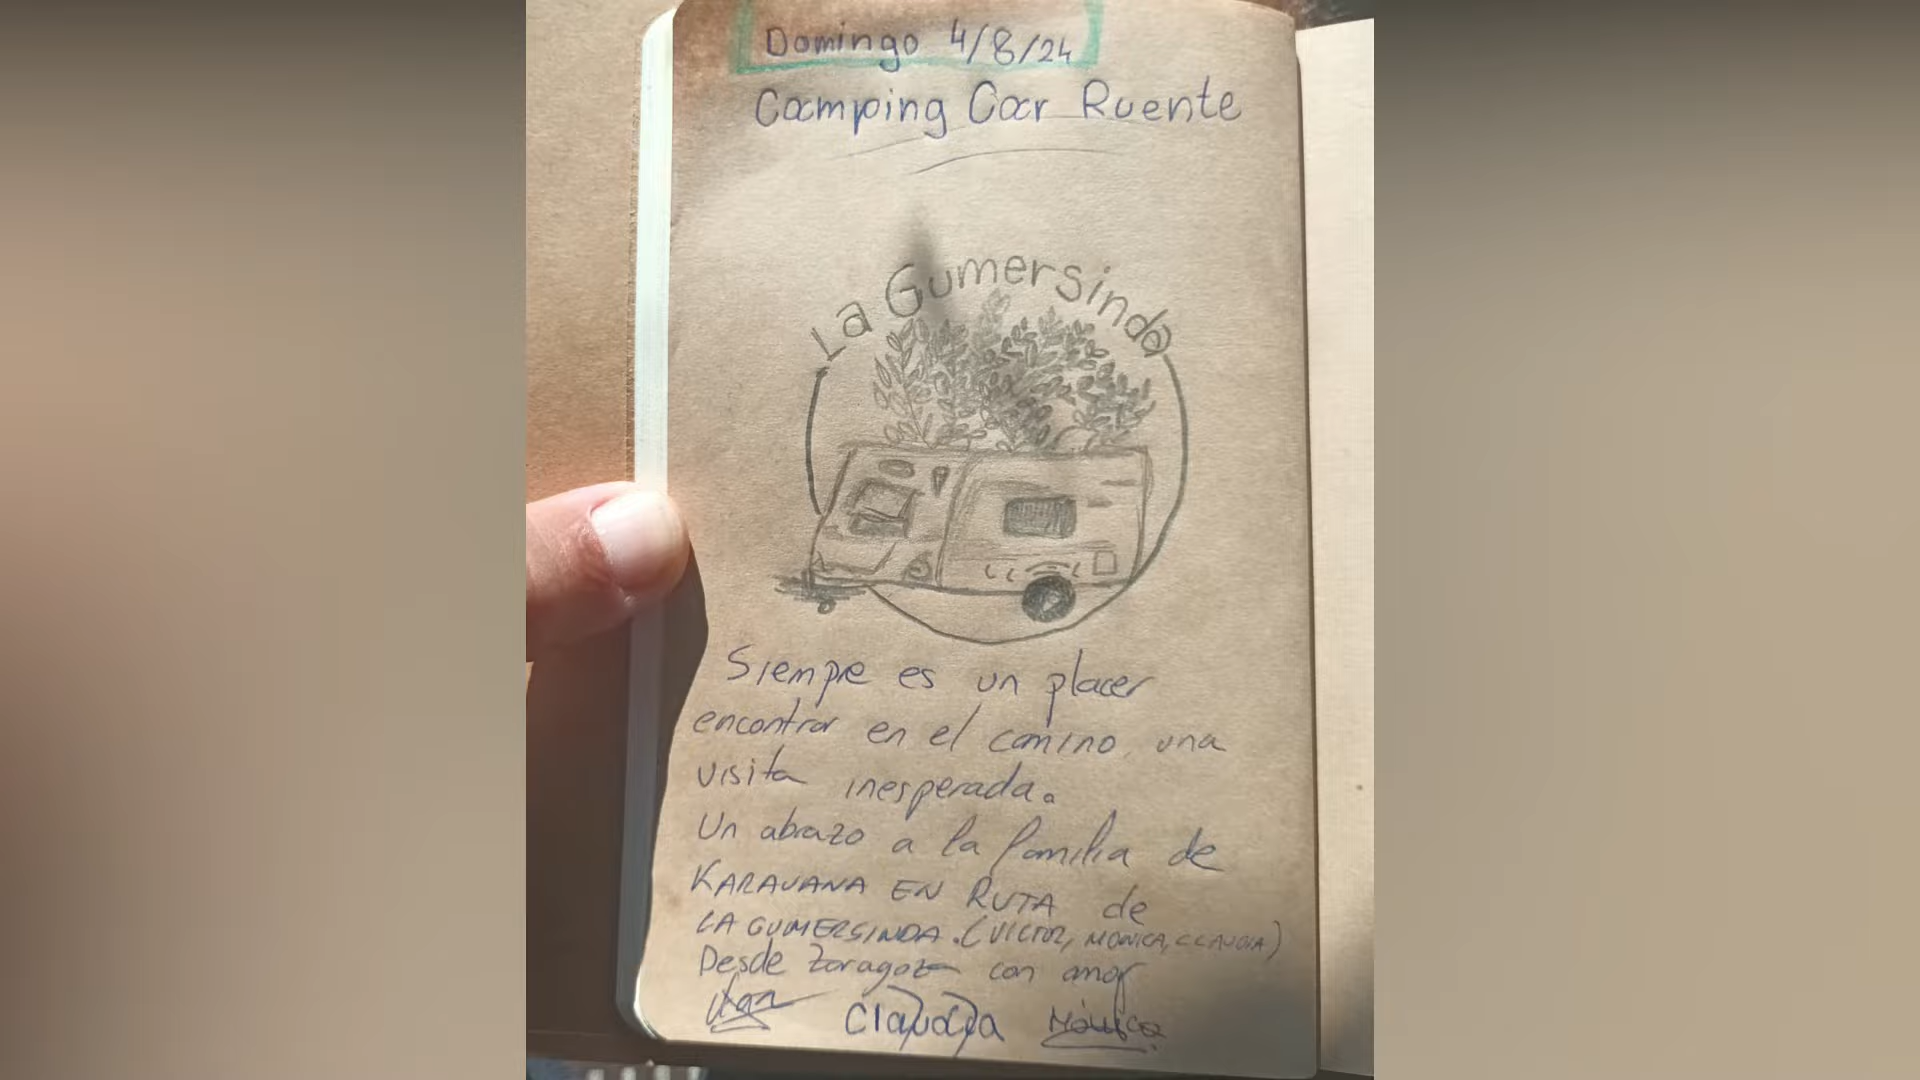 Domingo 4/8/24
Camping Car Ruente
La Gumersinda
Siempre es un placer
encontrar en el camino, una
visita inesperada.
Un abrazo a la familia de
KARAVANA EN RUTA de
LA GUMERSINDA. (VICTOR, MONICA, CLAUDIA)
Desde Zaragoza con amor
Claudia Mónica